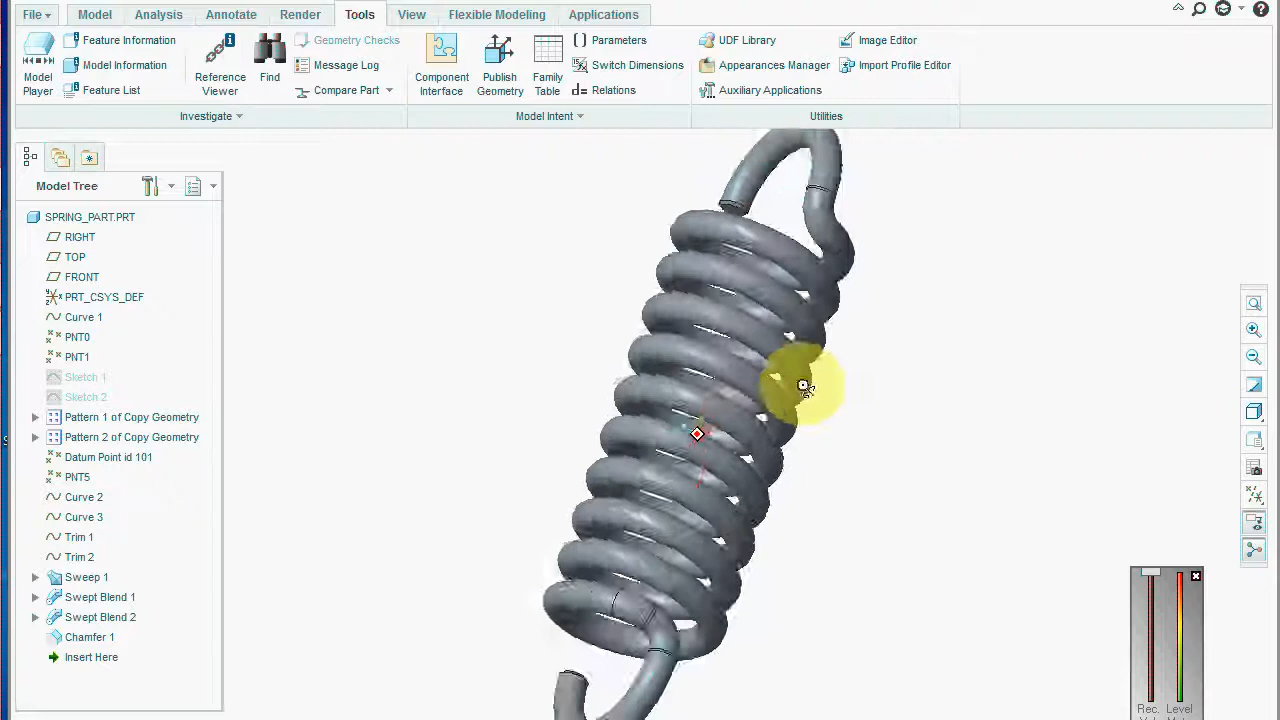 File Model Analysis Annotate Render Tools View Flexible Modeling Applications
Model Player
Feature Information
Model Information
Feature List
Reference Viewer
Find
Geometry Checks
Message Log
Compare Part
Component Interface
Publish Geometry
Family Table
Parameters
Switch Dimensions
Relations
UDF Library
Appearances Manager
Auxiliary Applications
Image Editor
Import Profile Editor
Investigate Model Intent Utilities
Model Tree
SPRING_PART.PRT
RIGHT
TOP
FRONT
PRT_CSYS_DEF
Curve 1
PNT0
PNT1
Sketch 1
Sketch 2
Pattern 1 of Copy Geometry
Pattern 2 of Copy Geometry
Datum Point id 101
PNT5
Curve 2
Curve 3
Trim 1
Trim 2
Sweep 1
Swept Blend 1
Swept Blend 2
Chamfer 1
Insert Here
Rec. Level